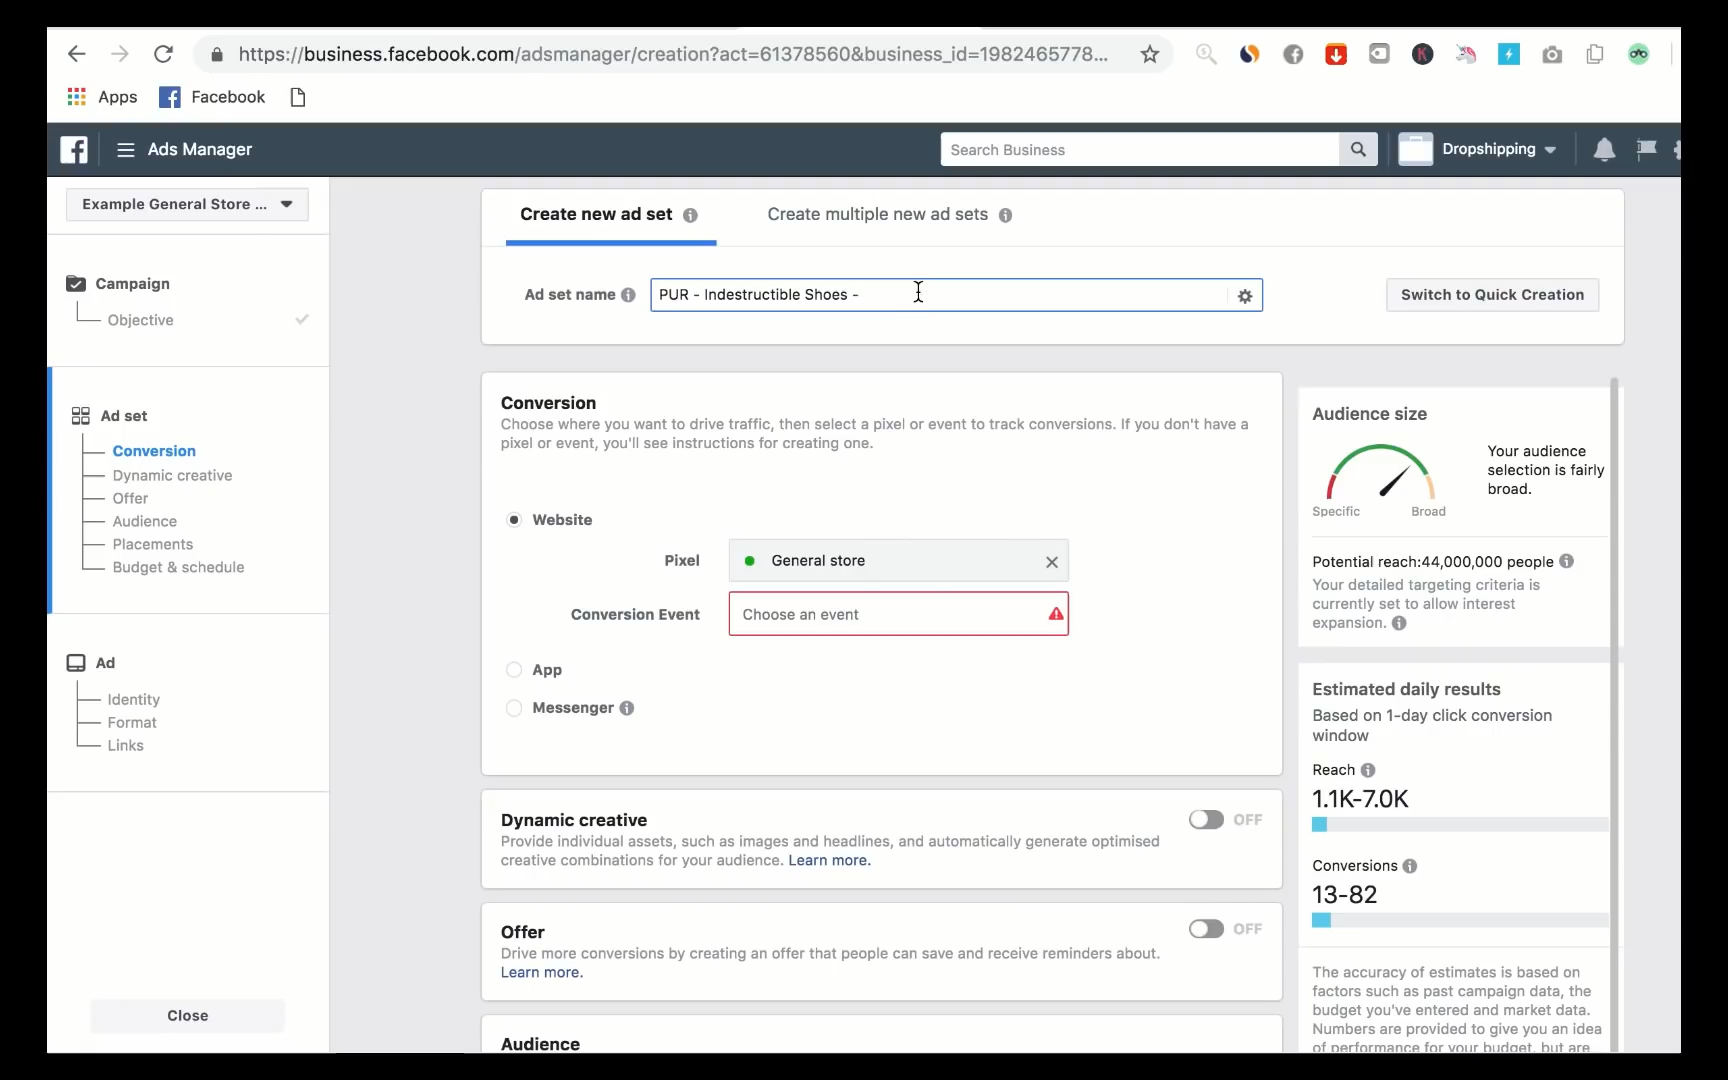 https://business.facebook.com/adsmanager/creation?act=61378560&business_id=1982465778...
Apps
Facebook
Ads Manager
Search Business
Dropshipping
Example General Store ...
Create new ad set
Create multiple new ad sets
Ad set name
PUR - Indestructible Shoes -
Switch to Quick Creation
Campaign
Objective
Ad set
Conversion
Dynamic creative
Offer
Audience
Placements
Budget & schedule
Ad
Identity
Format
Links
Close
Conversion
Choose where you want to drive traffic, then select a pixel or event to track conversions. If you don't have a
pixel or event, you'll see instructions for creating one.
Website
Pixel
General store
Conversion Event
Choose an event
App
Messenger
Dynamic creative
OFF
Provide individual assets, such as images and headlines, and automatically generate optimised
creative combinations for your audience. Learn more.
Offer
OFF
Drive more conversions by creating an offer that people can save and receive reminders about.
Learn more.
Audience
Audience size
Your audience
selection is fairly
broad.
Specific
Broad
Potential reach:44,000,000 people
Your detailed targeting criteria is
currently set to allow interest
expansion.
Estimated daily results
Based on 1-day click conversion
window
Reach
1.1K-7.0K
Conversions
13-82
The accuracy of estimates is based on
factors such as past campaign data, the
budget you've entered and market data.
Numbers are provided to give you an idea
of performance for your budget, but are